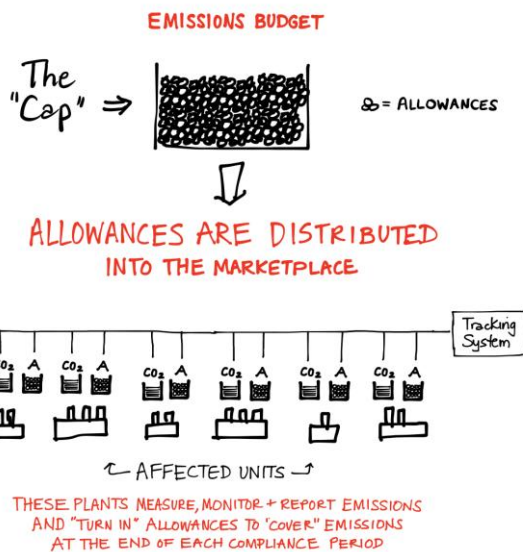 EMISSIONS BUDGET
The
"Cap" ⇒
= ALLOWANCES
ALLOWANCES ARE DISTRIBUTED
INTO THE MARKETPLACE
Tracking
System
CO₂ A CO₂ A CO₂ A CO₂ A CO₂ A CO₂ A
AFFECTED UNITS
THESE PLANTS MEASURE, MONITOR + REPORT EMISSIONS
AND "TURN IN" ALLOWANCES TO "COVER" EMISSIONS
AT THE END OF EACH COMPLIANCE PERIOD